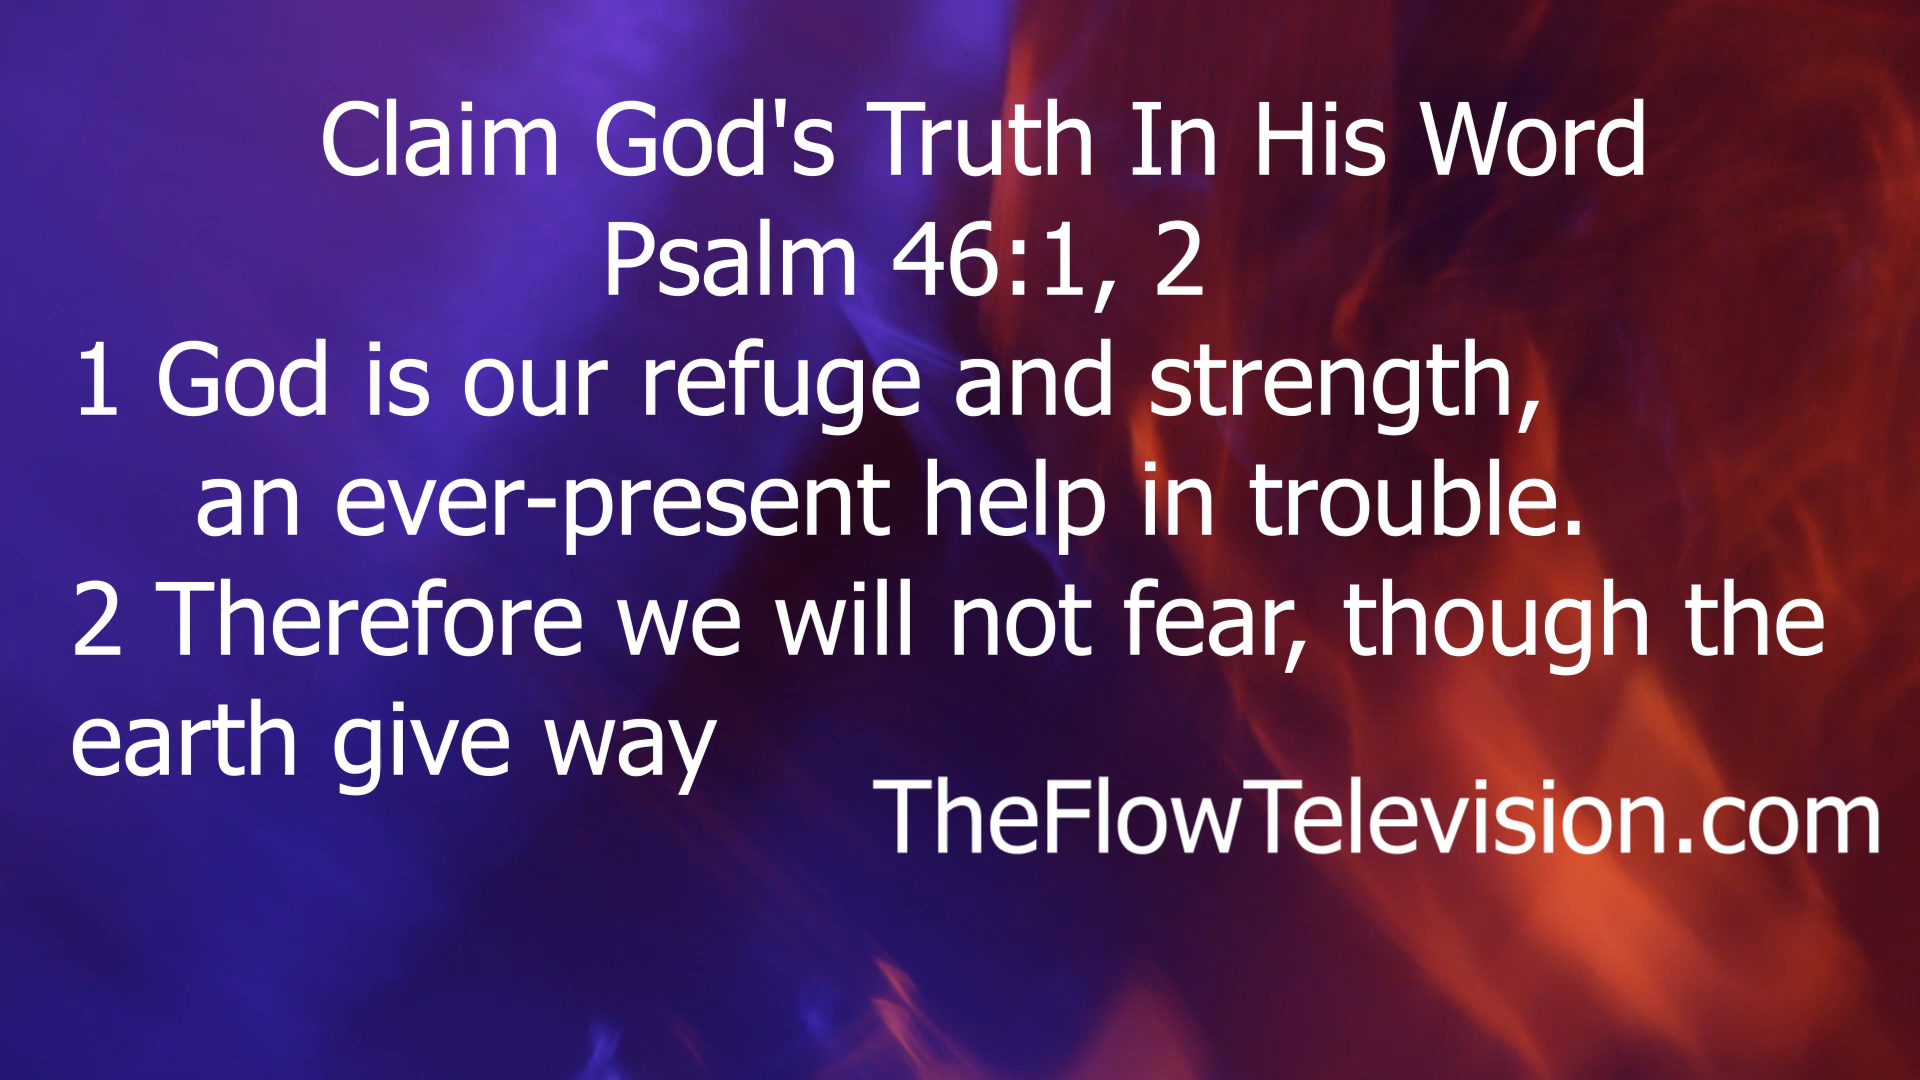 Claim God's Truth In His Word
Psalm 46:1, 2
1 God is our refuge and strength,
an ever-present help in trouble.
2 Therefore we will not fear, though the
earth give way
TheFlowTelevision.com